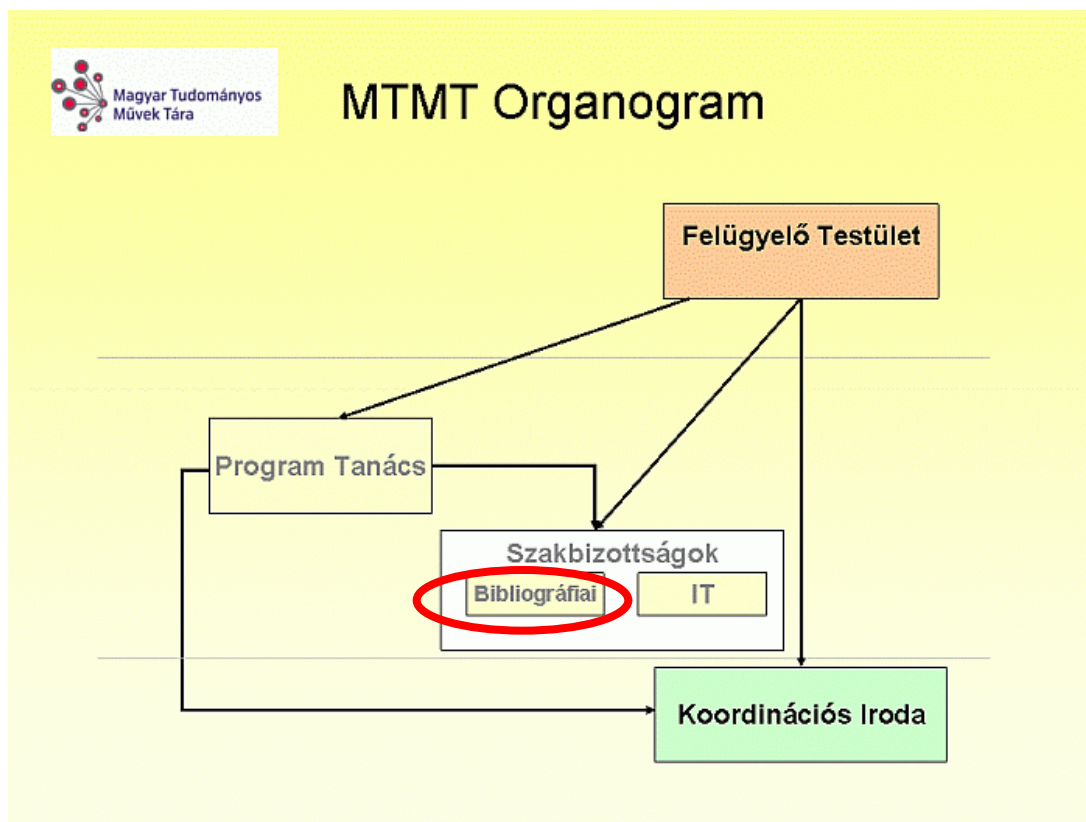 Magyar Tudományos
Művek Tára
MTMT Organogram
Felügyelő Testület
Program Tanács
Szakbizottságok
Bibliográfiai
IT
Koordinációs Iroda